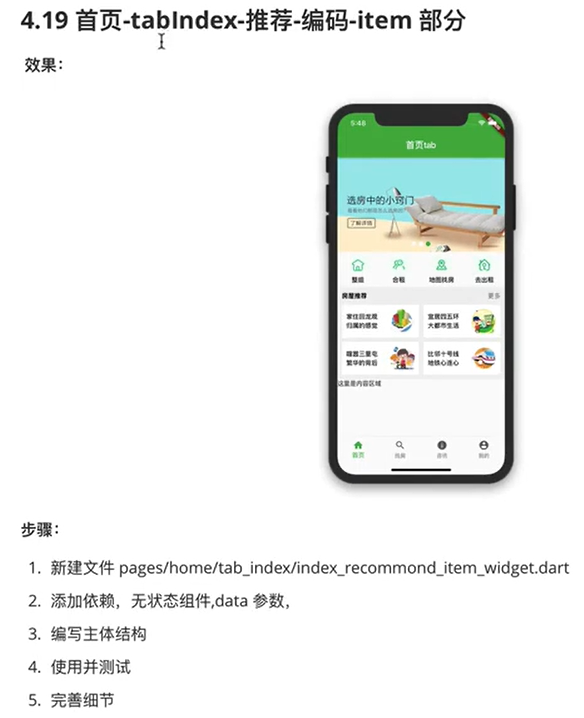 4.19 首页-tabIndex-推荐-编码-item 部分
效果：
5:48
首页tab
选房中的小窍门
了解详情
整租 合租 地图找房 去出租
房屋推荐 更多
家住回龙观 宜居四五环
归属的感觉 大都市生活
喧嚣三里屯 比邻十号线
繁华的背后 地铁心连心
这里是内容区域
首页 找房 咨讯 我的
步骤：
1. 新建文件 pages/home/tab_index/index_recommond_item_widget.dart
2. 添加依赖，无状态组件,data 参数，
3. 编写主体结构
4. 使用并测试
5. 完善细节